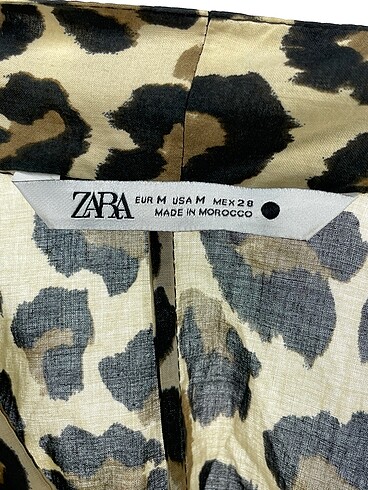 ZARA
EUR M USA M MEX 28
MADE IN MOROCCO